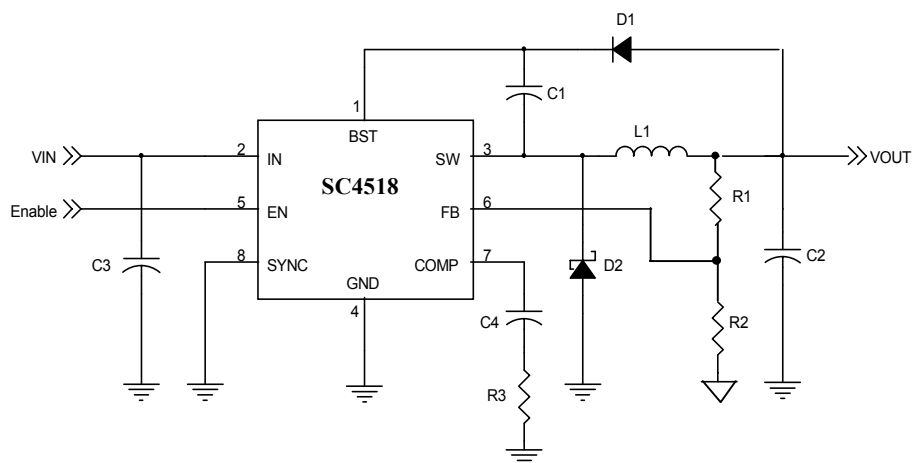 D1
C1
1
L1
BST
VIN
2
IN
SW
3
VOUT
SC4518
R1
Enable
5
EN
FB
6
C3
8
SYNC
COMP
7
D2
C2
GND
4
C4
R2
R3